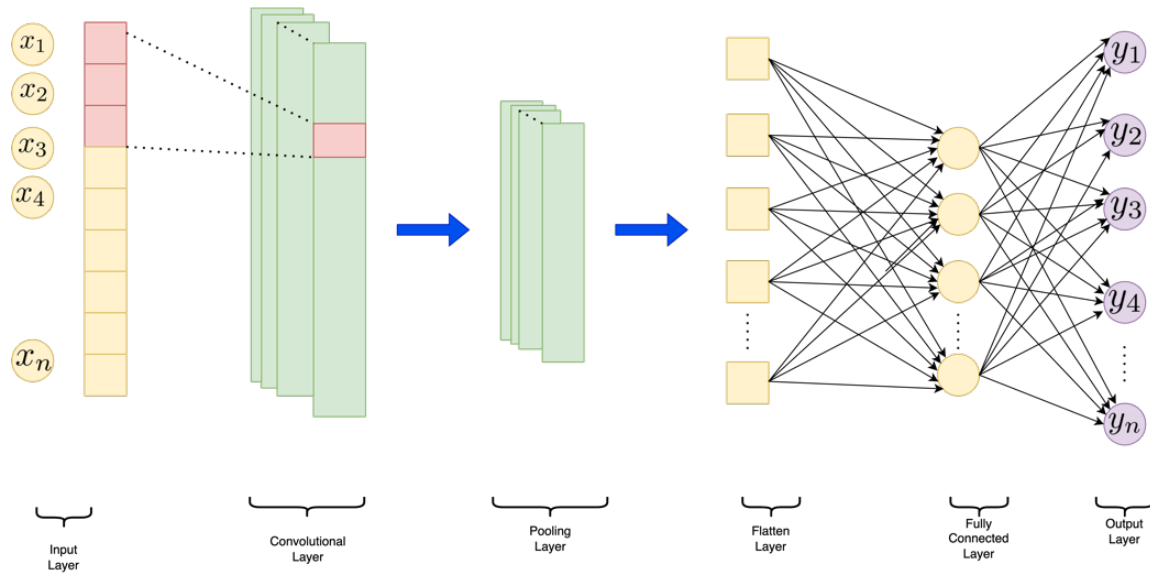 x₁
x₂
x₃
x₄
xₙ
y₁
y₂
y₃
y₄
yₙ
Input
Layer
Convolutional
Layer
Pooling
Layer
Flatten
Layer
Fully
Connected
Layer
Output
Layer